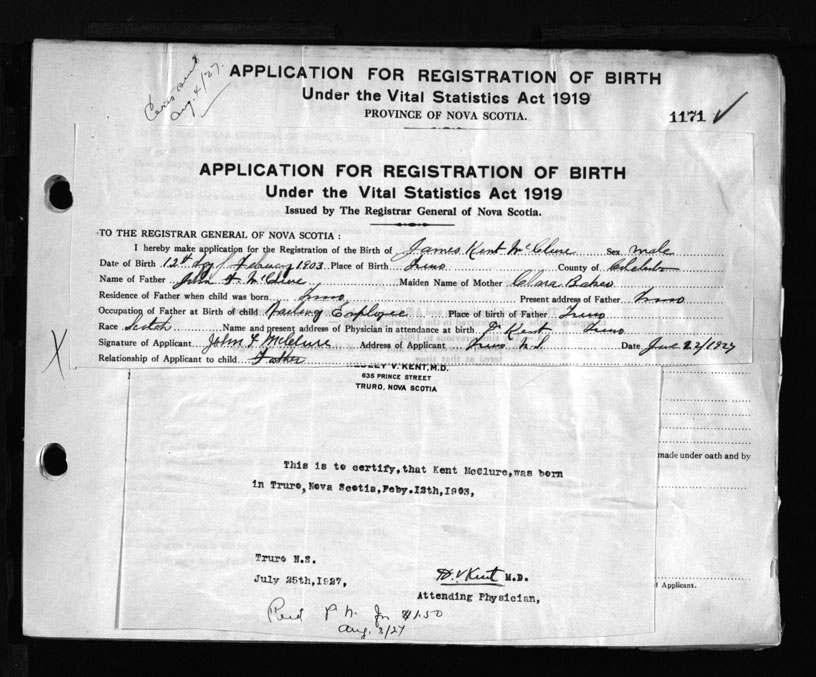 Aug 4/27.
APPLICATION FOR REGISTRATION OF BIRTH
Under the Vital Statistics Act 1919
PROVINCE OF NOVA SCOTIA.
1171 ✓
APPLICATION FOR REGISTRATION OF BIRTH
Under the Vital Statistics Act 1919
Issued by The Registrar General of Nova Scotia.
TO THE REGISTRAR GENERAL OF NOVA SCOTIA :
I hereby make application for the Registration of the Birth of James Kent McClure Sex male
Date of Birth 12th day of February 1903 Place of Birth Truro County of Colchester
Name of Father John F McClure Maiden Name of Mother Clara Baker
Residence of Father when child was born Truro Present address of Father Truro
Occupation of Father at Birth of child Railway Employee Place of birth of Father Truro
Race Scotch Name and present address of Physician in attendance at birth Dr Kent Truro
X
Signature of Applicant John F McClure Address of Applicant Truro N.S Date 22/1927
Relationship of Applicant to child Father
V. KENT, M.D.
635 PRINCE STREET
TRURO, NOVA SCOTIA
made under oath and by
This is to certify, that Kent McClure, was born
in Truro, Nova Scotia, Feby. 12th, 1903,
Truro N.S.
July 25th, 1927,
D.V Kent M.D.
Applicant.
Attending Physician,
$1.50
Aug. 3/27